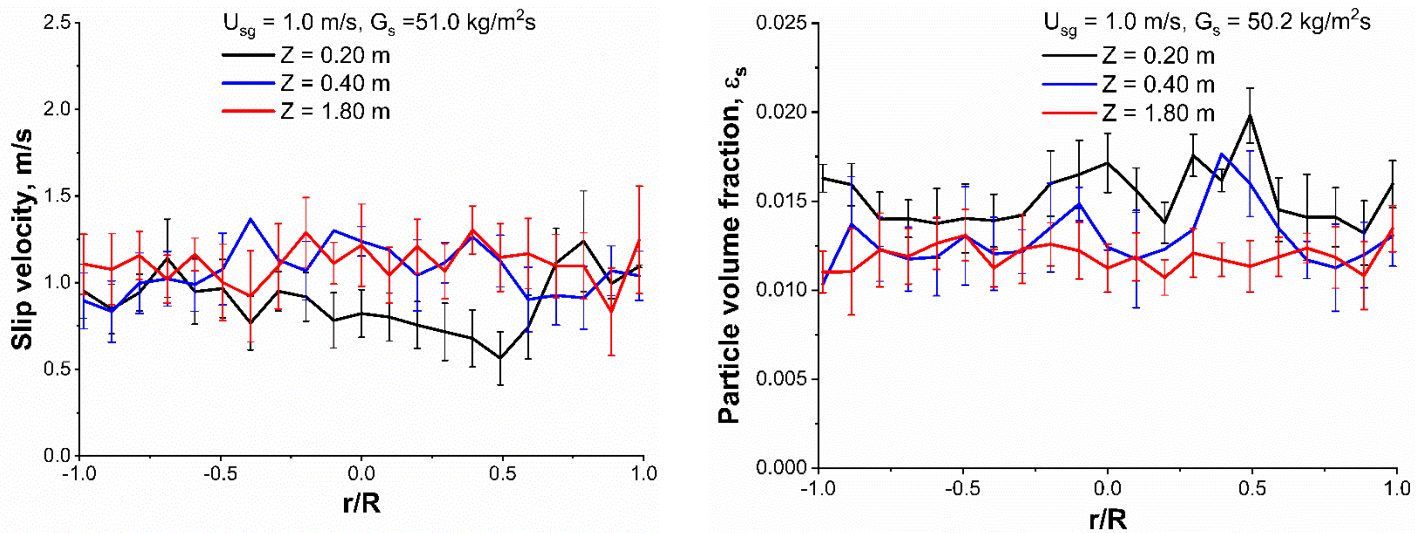 U_sg = 1.0 m/s, G_s =51.0 kg/m²s
Z = 0.20 m
Z = 0.40 m
Z = 1.80 m
2.5
2.0
1.5
1.0
0.5
0.0
Slip velocity, m/s
-1.0 -0.5 0.0 0.5 1.0
r/R
U_sg = 1.0 m/s, G_s = 50.2 kg/m²s
Z = 0.20 m
Z = 0.40 m
Z = 1.80 m
0.025
0.020
0.015
0.010
0.005
0.000
Particle volume fraction, ε_s
-1.0 -0.5 0.0 0.5 1.0
r/R